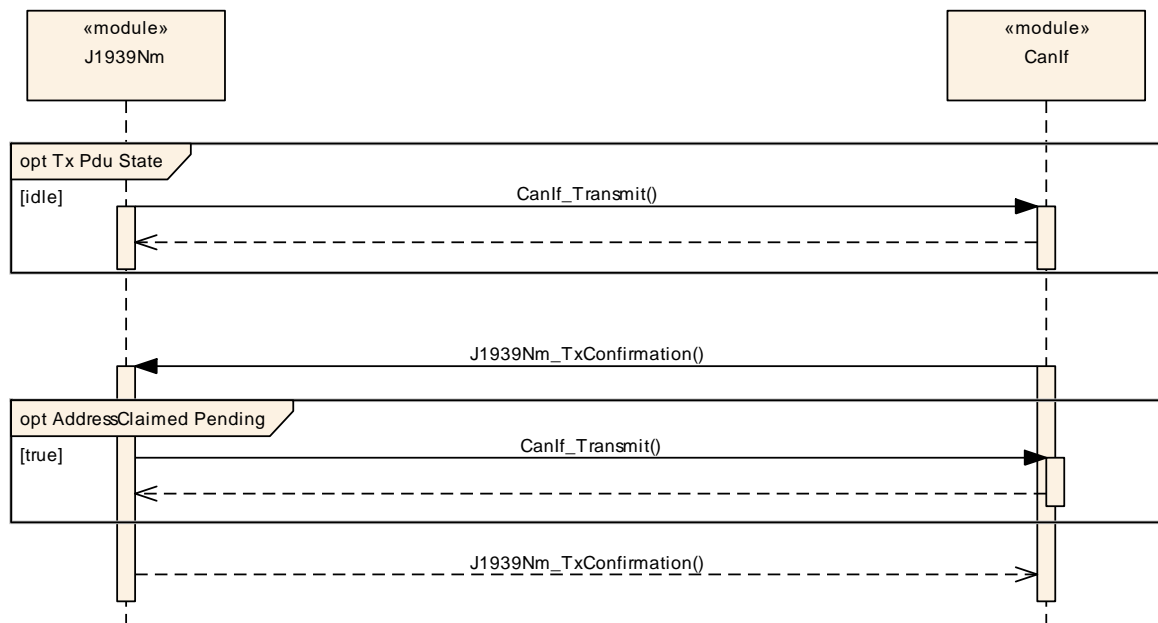 «module»
J1939Nm
«module»
CanIf
opt Tx Pdu State
[idle]
CanIf_Transmit()
J1939Nm_TxConfirmation()
opt AddressClaimed Pending
[true]
CanIf_Transmit()
J1939Nm_TxConfirmation()